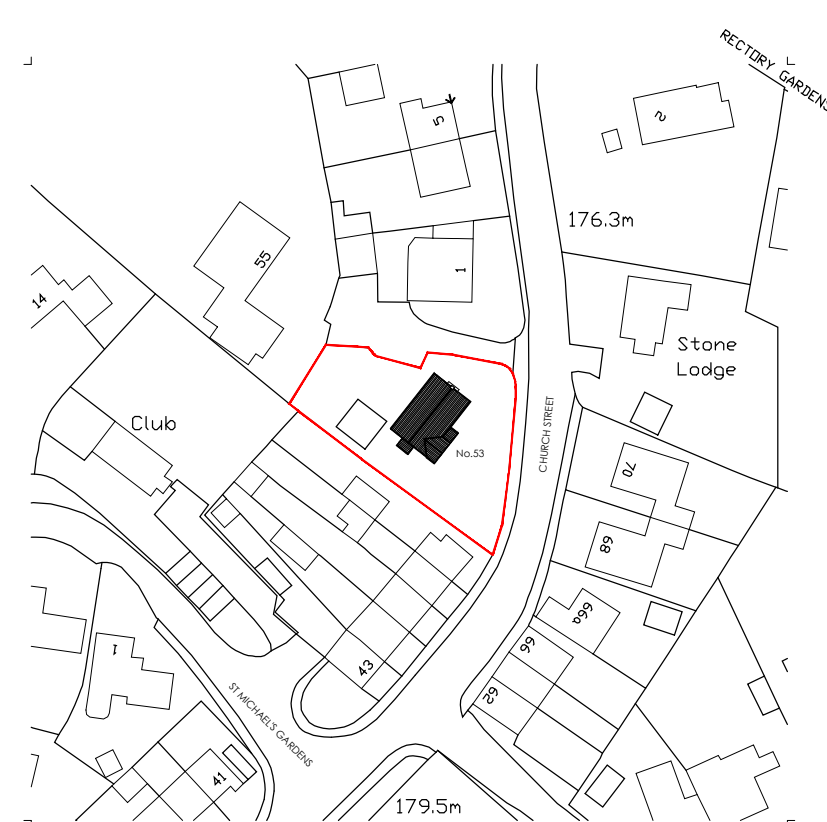 RECTORY GARDENS
5
2
176.3m
55
1
14
Stone
Lodge
Club
CHURCH STREET
No.53
70
68
66a
66
62
43
1
ST MICHAEL'S GARDENS
41
179.5m